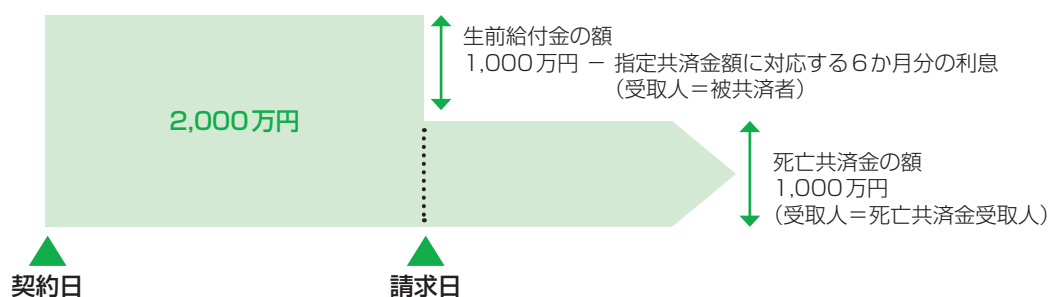 生前給付金の額
1,000万円 － 指定共済金額に対応する6か月分の利息
（受取人＝被共済者）
2,000万円
死亡共済金の額
1,000万円
（受取人＝死亡共済金受取人）
契約日
請求日